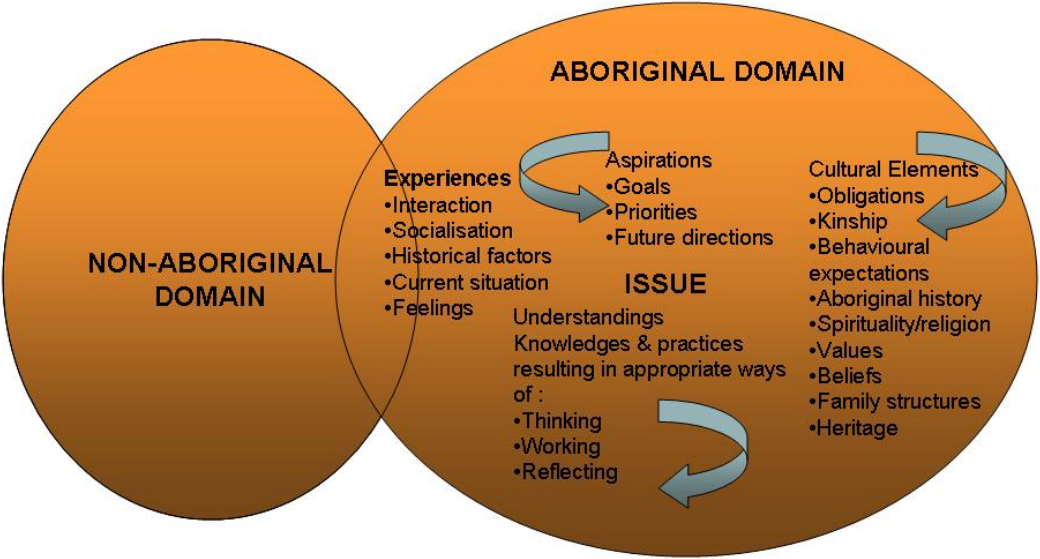 NON-ABORIGINAL
DOMAIN
ABORIGINAL DOMAIN
Experiences
•Interaction
•Socialisation
•Historical factors
•Current situation
•Feelings
Aspirations
•Goals
•Priorities
•Future directions
ISSUE
Understandings
Knowledges & practices
resulting in appropriate ways
of :
•Thinking
•Working
•Reflecting
Cultural Elements
•Obligations
•Kinship
•Behavioural
expectations
•Aboriginal history
•Spirituality/religion
•Values
•Beliefs
•Family structures
•Heritage